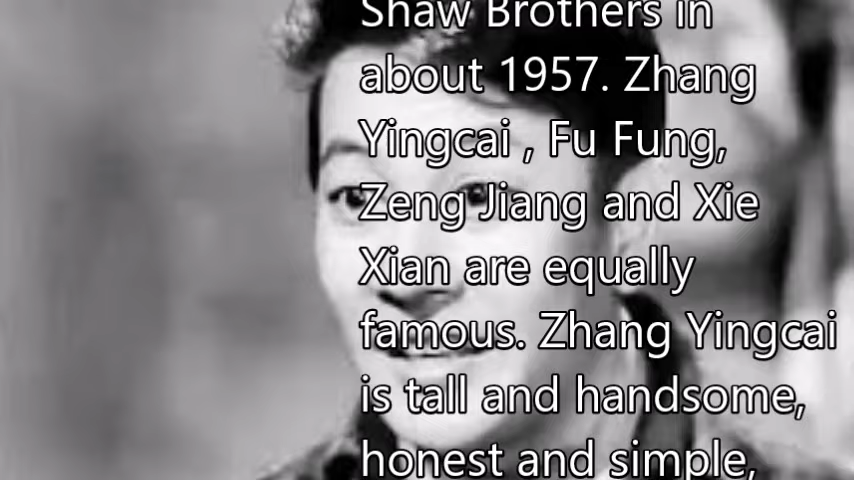 Shaw Brothers in
about 1957. Zhang
Yingcai , Fu Fung,
Zeng Jiang and Xie
Xian are equally
famous. Zhang Yingcai
is tall and handsome,
honest and simple,